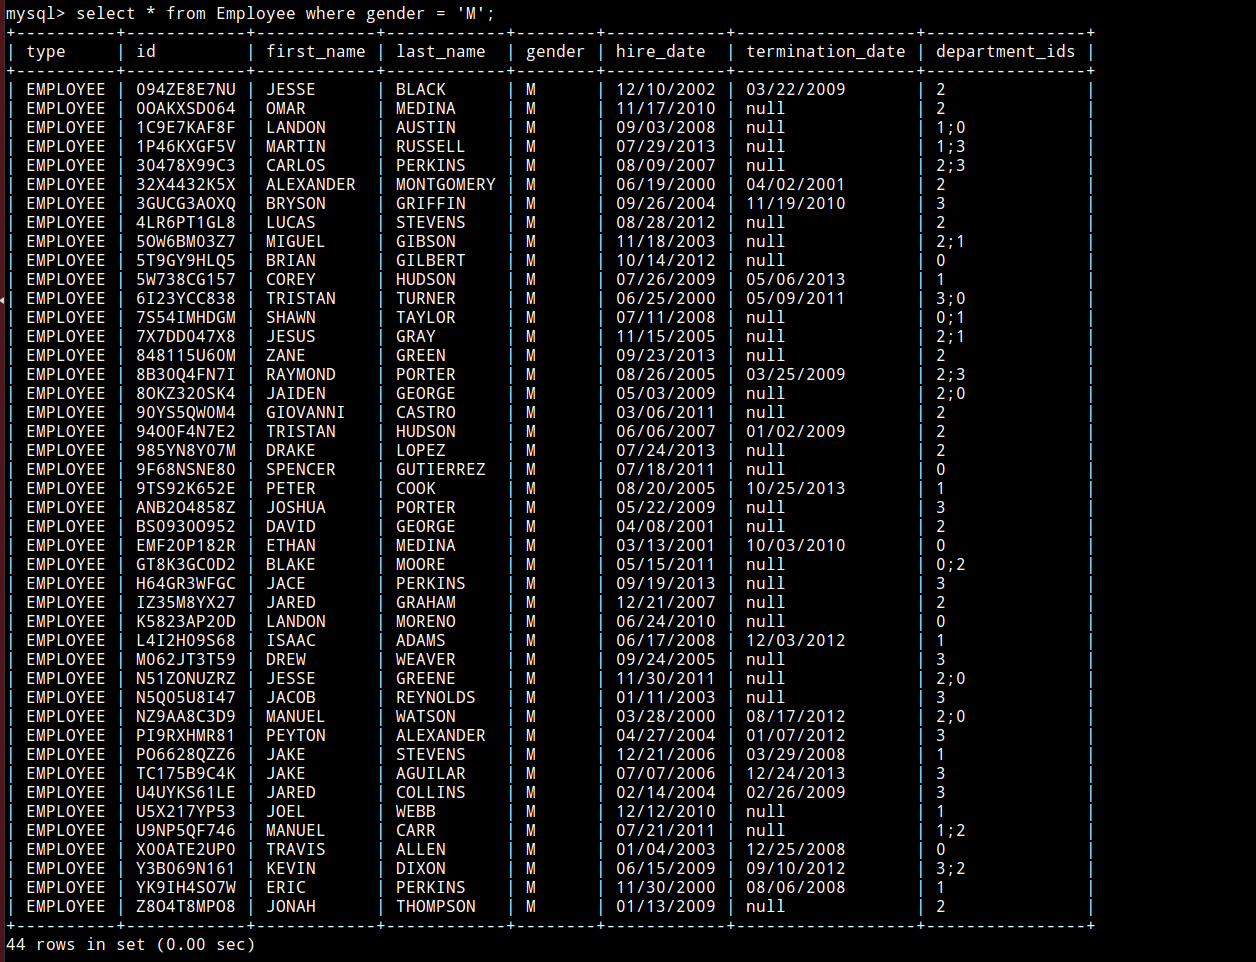 mysql> select * from Employee where gender = 'M';
+----------+------------+------------+------------+--------+------------+------------------+----------------+
| type | id | first_name | last_name | gender | hire_date | termination_date | department_ids |
+----------+------------+------------+------------+--------+------------+------------------+----------------+
| EMPLOYEE | 094ZE8E7NU | JESSE | BLACK | M | 12/10/2002 | 03/22/2009 | 2 |
| EMPLOYEE | 0OAKXSD064 | OMAR | MEDINA | M | 11/17/2010 | null | 2 |
| EMPLOYEE | 1C9E7KAF8F | LANDON | AUSTIN | M | 09/03/2008 | null | 1;0 |
| EMPLOYEE | 1P46KXGF5V | MARTIN | RUSSELL | M | 07/29/2013 | null | 1;3 |
| EMPLOYEE | 30478X99C3 | CARLOS | PERKINS | M | 08/09/2007 | null | 2;3 |
| EMPLOYEE | 32X4432K5X | ALEXANDER | MONTGOMERY | M | 06/19/2000 | 04/02/2001 | 2 |
| EMPLOYEE | 3GUCG3AOXQ | BRYSON | GRIFFIN | M | 09/26/2004 | 11/19/2010 | 3 |
| EMPLOYEE | 4LR6PT1GL8 | LUCAS | STEVENS | M | 08/28/2012 | null | 2 |
| EMPLOYEE | 5OW6BM03Z7 | MIGUEL | GIBSON | M | 11/18/2003 | null | 2;1 |
| EMPLOYEE | 5T9GY9HLQ5 | BRIAN | GILBERT | M | 10/14/2012 | null | 0 |
| EMPLOYEE | 5W738CG157 | COREY | HUDSON | M | 07/26/2009 | 05/06/2013 | 1 |
| EMPLOYEE | 6I23YCC838 | TRISTAN | TURNER | M | 06/25/2000 | 05/09/2011 | 3;0 |
| EMPLOYEE | 7S54IMHDGM | SHAWN | TAYLOR | M | 07/11/2008 | null | 0;1 |
| EMPLOYEE | 7X7DD047X8 | JESUS | GRAY | M | 11/15/2005 | null | 2;1 |
| EMPLOYEE | 848115U60M | ZANE | GREEN | M | 09/23/2013 | null | 2 |
| EMPLOYEE | 8B30Q4FN7I | RAYMOND | PORTER | M | 08/26/2005 | 03/25/2009 | 2;3 |
| EMPLOYEE | 8OKZ320SK4 | JAIDEN | GEORGE | M | 05/03/2009 | null | 2;0 |
| EMPLOYEE | 90YS5QW0M4 | GIOVANNI | CASTRO | M | 03/06/2011 | null | 2 |
| EMPLOYEE | 94O0F4N7E2 | TRISTAN | HUDSON | M | 06/06/2007 | 01/02/2009 | 2 |
| EMPLOYEE | 985YN8Y07M | DRAKE | LOPEZ | M | 07/24/2013 | null | 2 |
| EMPLOYEE | 9F68NSNE80 | SPENCER | GUTIERREZ | M | 07/18/2011 | null | 0 |
| EMPLOYEE | 9TS92K652E | PETER | COOK | M | 08/20/2005 | 10/25/2013 | 1 |
| EMPLOYEE | ANB2O4858Z | JOSHUA | PORTER | M | 05/22/2009 | null | 3 |
| EMPLOYEE | BS093OO952 | DAVID | GEORGE | M | 04/08/2001 | null | 2 |
| EMPLOYEE | EMF20P182R | ETHAN | MEDINA | M | 03/13/2001 | 10/03/2010 | 0 |
| EMPLOYEE | GT8K3GC0D2 | BLAKE | MOORE | M | 05/15/2011 | null | 0;2 |
| EMPLOYEE | H64GR3WFGC | JACE | PERKINS | M | 09/19/2013 | null | 3 |
| EMPLOYEE | IZ35M8YX27 | JARED | GRAHAM | M | 12/21/2007 | null | 2 |
| EMPLOYEE | K5823AP20D | LANDON | MORENO | M | 06/24/2010 | null | 0 |
| EMPLOYEE | L4I2H09S68 | ISAAC | ADAMS | M | 06/17/2008 | 12/03/2012 | 1 |
| EMPLOYEE | M062JT3T59 | DREW | WEAVER | M | 09/24/2005 | null | 3 |
| EMPLOYEE | N51ZONUZRZ | JESSE | GREENE | M | 11/30/2011 | null | 2;0 |
| EMPLOYEE | N5Q05U8I47 | JACOB | REYNOLDS | M | 01/11/2003 | null | 3 |
| EMPLOYEE | NZ9AA8C3D9 | MANUEL | WATSON | M | 03/28/2000 | 08/17/2012 | 2;0 |
| EMPLOYEE | PI9RXHMR81 | PEYTON | ALEXANDER | M | 04/27/2004 | 01/07/2012 | 3 |
| EMPLOYEE | PO6628QZZ6 | JAKE | STEVENS | M | 12/21/2006 | 03/29/2008 | 1 |
| EMPLOYEE | TC175B9C4K | JAKE | AGUILAR | M | 07/07/2006 | 12/24/2013 | 3 |
| EMPLOYEE | U4UYKS61LE | JARED | COLLINS | M | 02/14/2004 | 02/26/2009 | 3 |
| EMPLOYEE | U5X217YP53 | JOEL | WEBB | M | 12/12/2010 | null | 1 |
| EMPLOYEE | U9NP5QF746 | MANUEL | CARR | M | 07/21/2011 | null | 1;2 |
| EMPLOYEE | X00ATE2UP0 | TRAVIS | ALLEN | M | 01/04/2003 | 12/25/2008 | 0 |
| EMPLOYEE | Y3B069N161 | KEVIN | DIXON | M | 06/15/2009 | 09/10/2012 | 3;2 |
| EMPLOYEE | YK9IH4SO7W | ERIC | PERKINS | M | 11/30/2000 | 08/06/2008 | 1 |
| EMPLOYEE | Z8O4T8MPO8 | JONAH | THOMPSON | M | 01/13/2009 | null | 2 |
+----------+------------+------------+------------+--------+------------+------------------+----------------+
44 rows in set (0.00 sec)